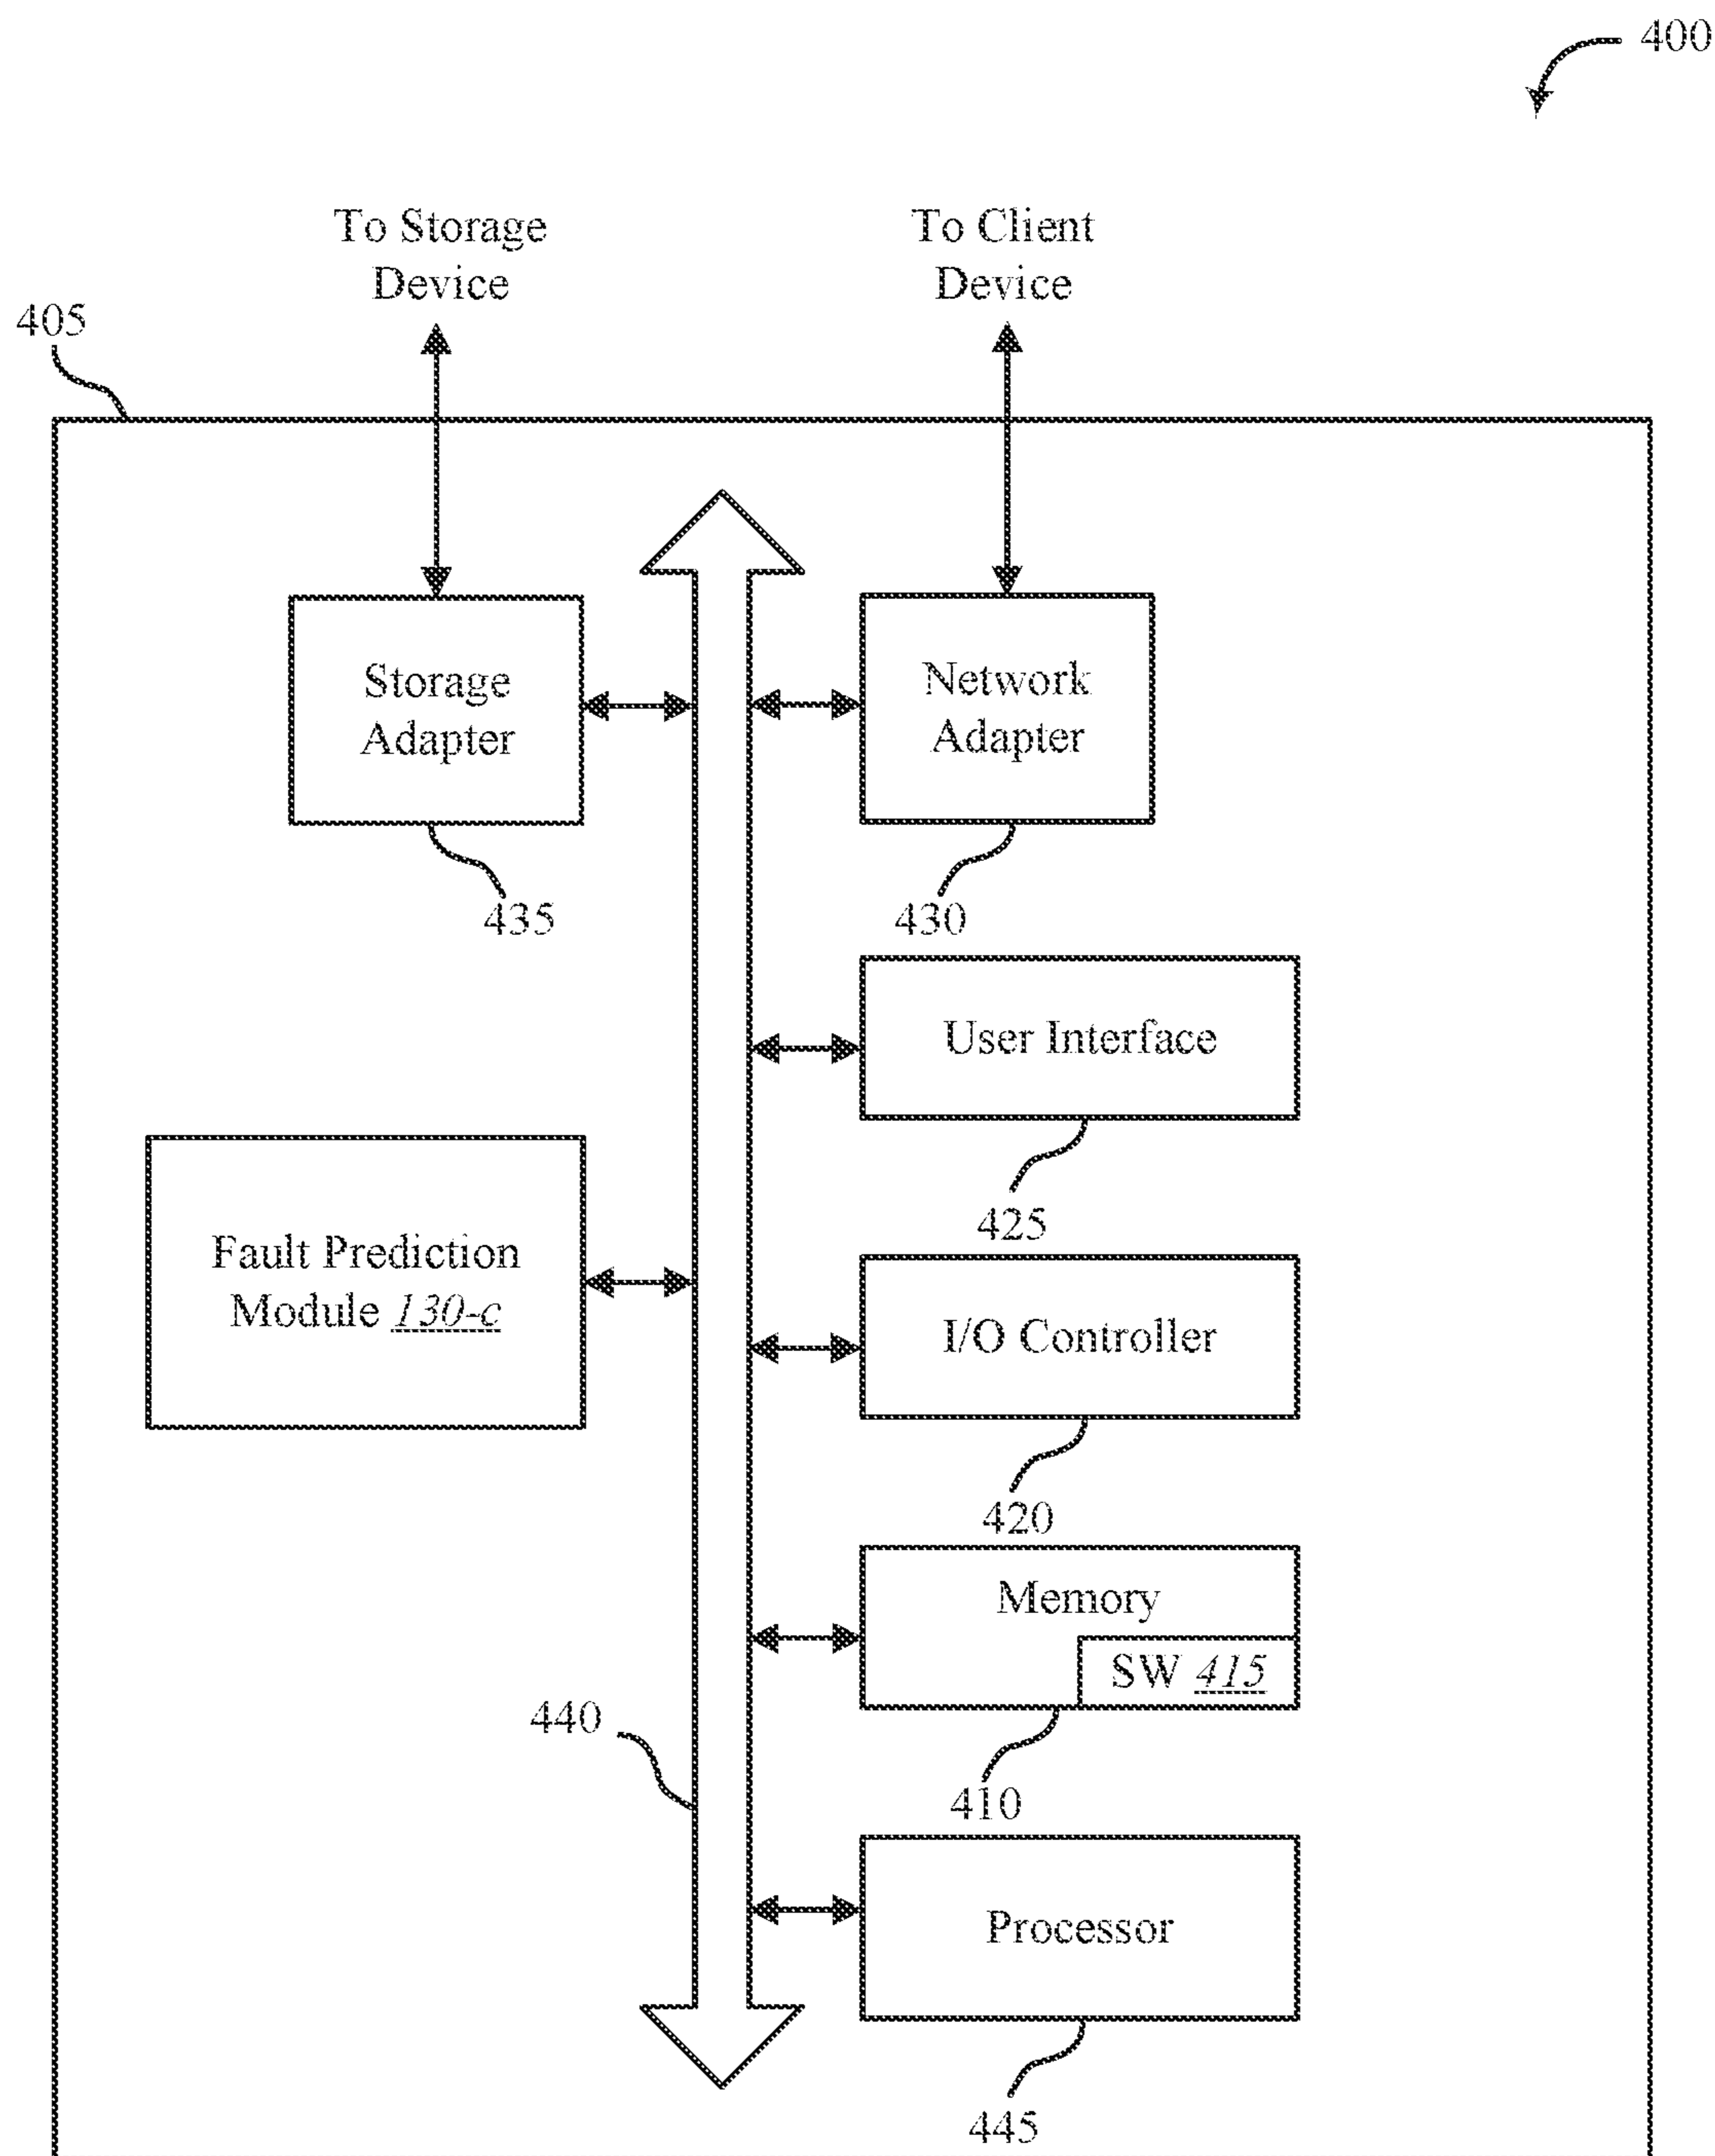 400
To Storage
Device
To Client
Device
405
Storage
Adapter
Network
Adapter
435
430
User Interface
425
Fault Prediction
Module 130-c
I/O Controller
420
Memory
SW 415
440
410
Processor
445